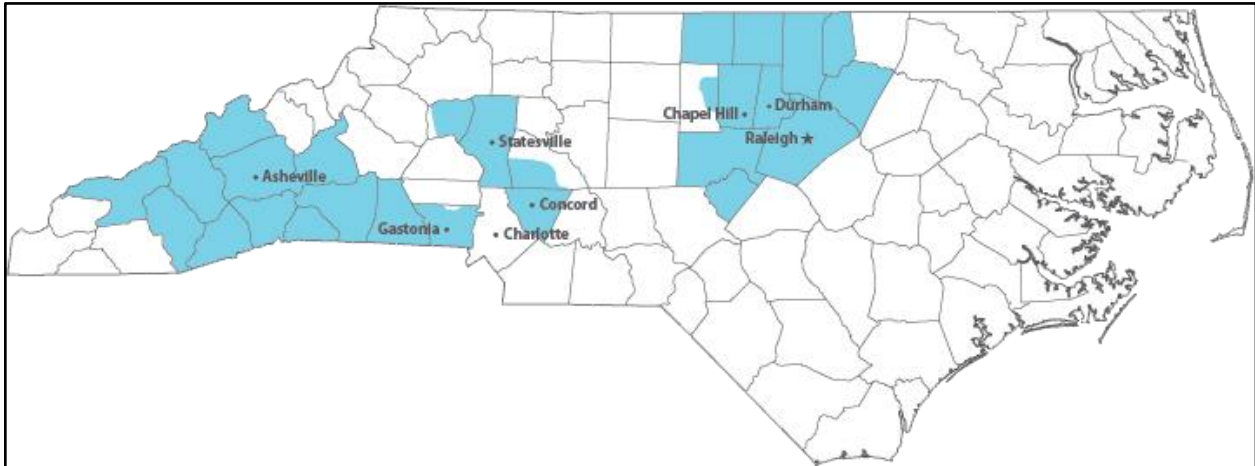 Durham
Chapel Hill
Raleigh
Statesville
Asheville
Concord
Gastonia
Charlotte